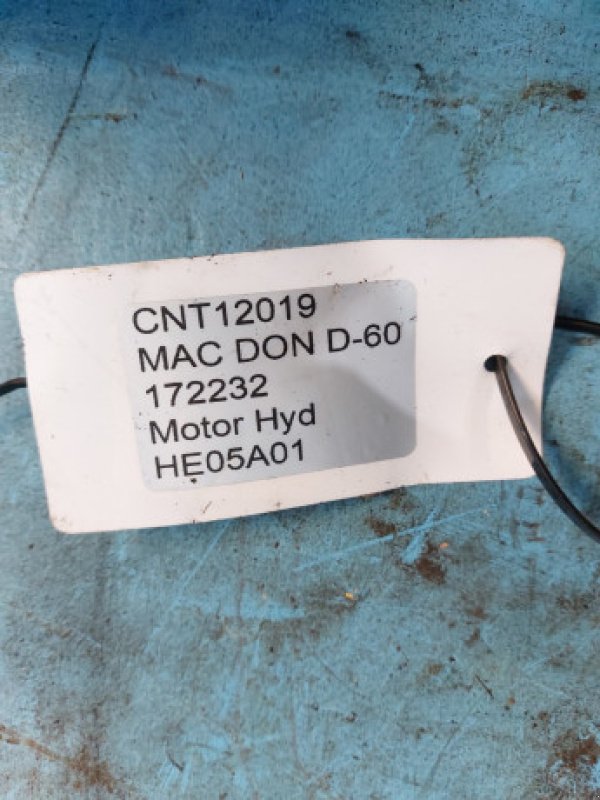 CNT12019
MAC DON D-60
172232
Motor Hyd
HE05A01